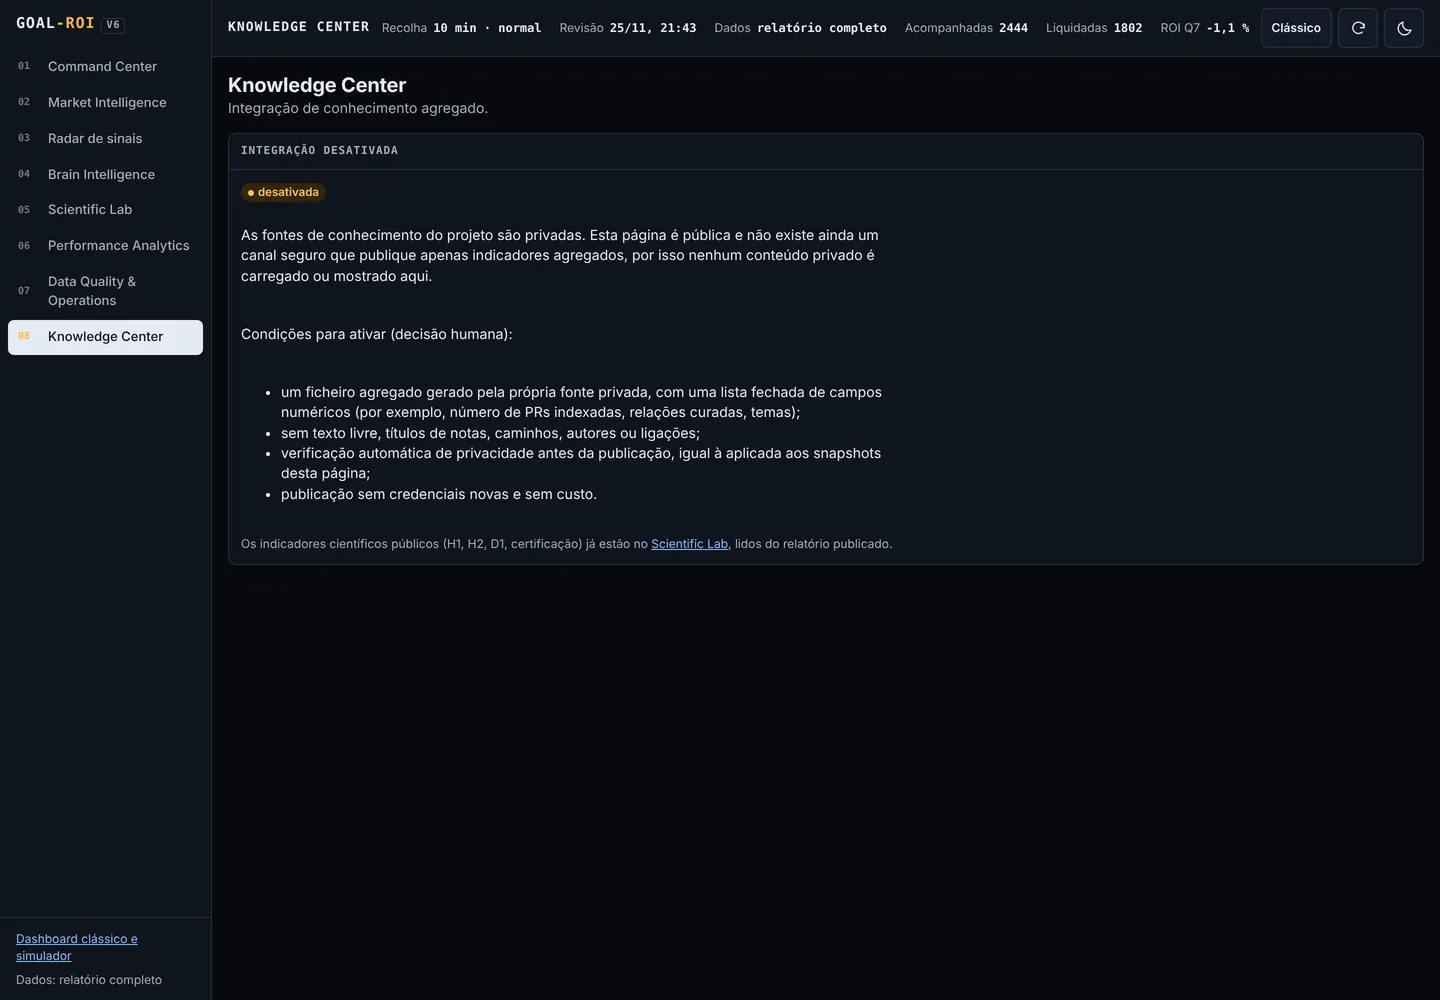 GOAL-ROI V6
01 Command Center
02 Market Intelligence
03 Radar de sinais
04 Brain Intelligence
05 Scientific Lab
06 Performance Analytics
07 Data Quality &
Operations
08 Knowledge Center
Dashboard clássico e
simulador
Dados: relatório completo
KNOWLEDGE CENTER Recolha 10 min · normal Revisão 25/11, 21:43 Dados relatório completo Acompanhadas 2444 Liquidadas 1802 ROI Q7 -1,1 % Clássico
Knowledge Center
Integração de conhecimento agregado.
INTEGRAÇÃO DESATIVADA
desativada
As fontes de conhecimento do projeto são privadas. Esta página é pública e não existe ainda um
canal seguro que publique apenas indicadores agregados, por isso nenhum conteúdo privado é
carregado ou mostrado aqui.
Condições para ativar (decisão humana):
• um ficheiro agregado gerado pela própria fonte privada, com uma lista fechada de campos
numéricos (por exemplo, número de PRs indexadas, relações curadas, temas);
• sem texto livre, títulos de notas, caminhos, autores ou ligações;
• verificação automática de privacidade antes da publicação, igual à aplicada aos snapshots
desta página;
• publicação sem credenciais novas e sem custo.
Os indicadores científicos públicos (H1, H2, D1, certificação) já estão no Scientific Lab, lidos do relatório publicado.